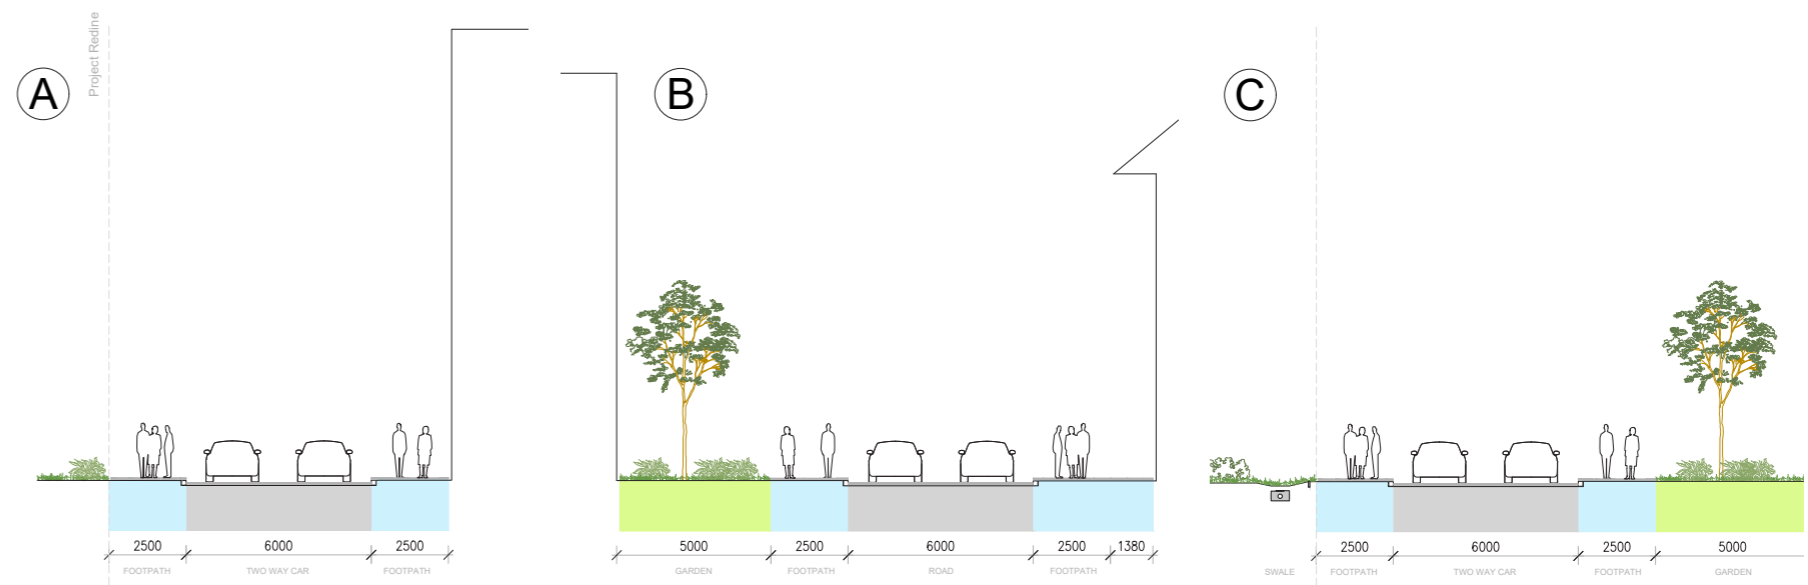 Project Redine
A
B
C
2500 6000 2500
FOOTPATH TWO WAY CAR FOOTPATH
5000 2500 6000 2500 1380
GARDEN FOOTPATH ROAD FOOTPATH
2500 6000 2500 5000
SWALE FOOTPATH TWO WAY CAR FOOTPATH GARDEN